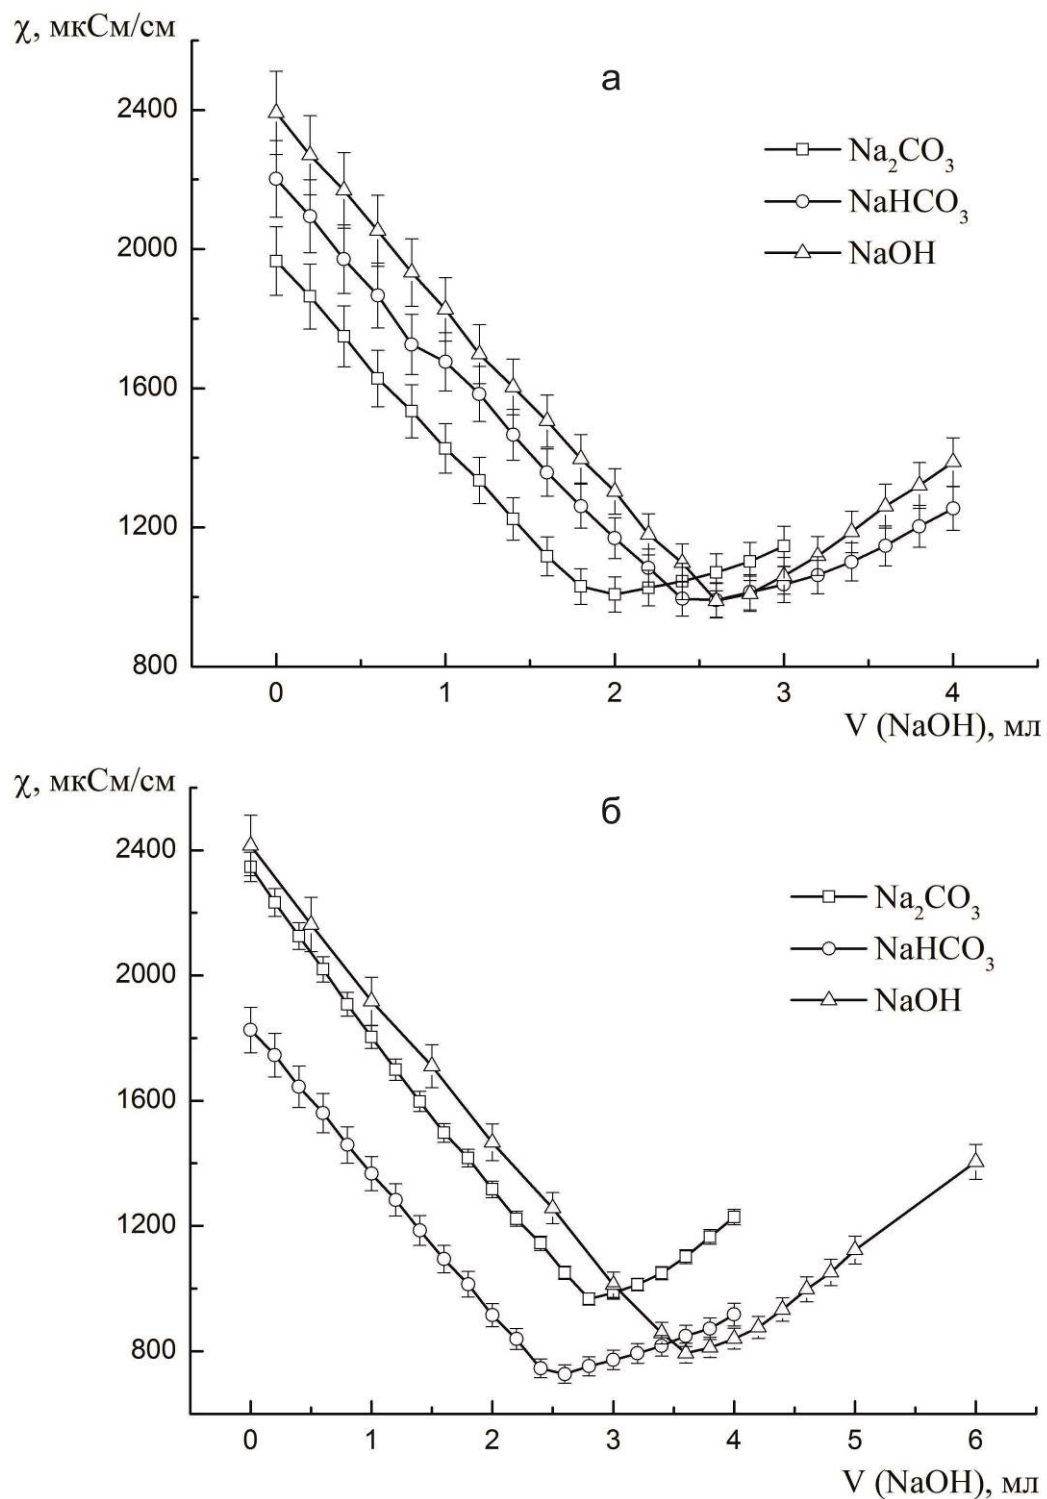 χ, мкСм/см
а
2400
2000
1600
1200
800
Na₂CO₃
NaHCO₃
NaOH
0 1 2 3 4
V (NaOH), мл
χ, мкСм/см
б
2400
2000
1600
1200
800
Na₂CO₃
NaHCO₃
NaOH
0 1 2 3 4 5 6
V (NaOH), мл